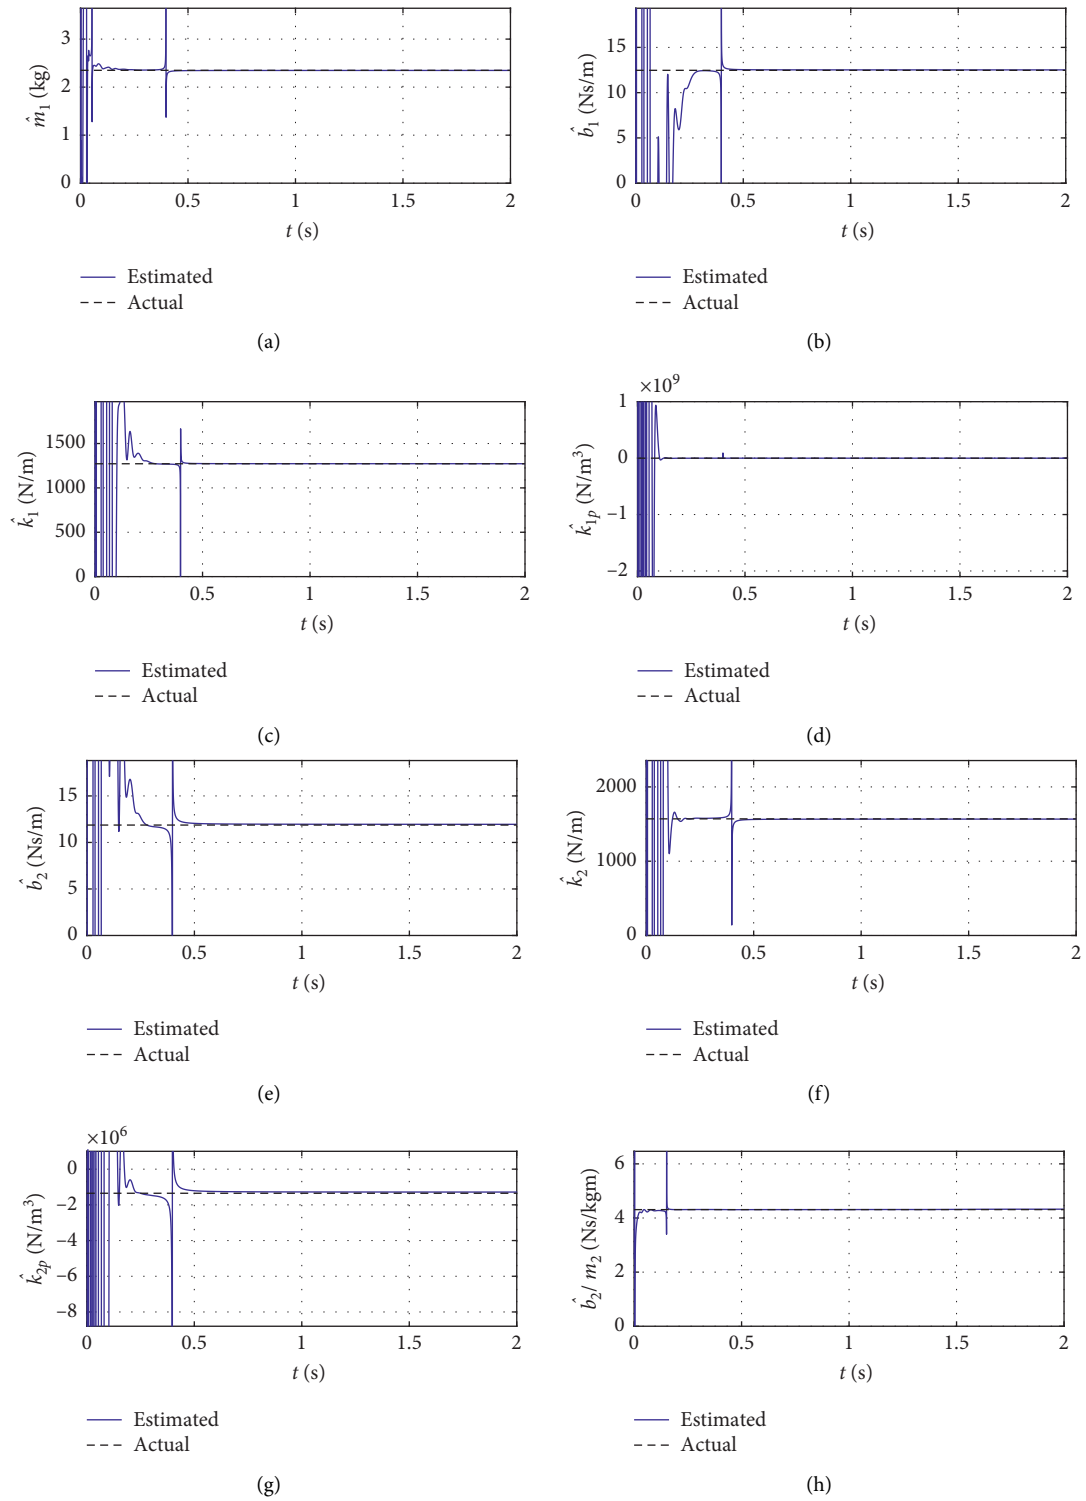 3
2
1
0
m̂₁ (kg)
0 0.5 1 1.5 2
t (s)
Estimated
Actual
(a)
15
10
5
0
b̂₁ (Ns/m)
0 0.5 1 1.5 2
t (s)
Estimated
Actual
(b)
1500
1000
500
0
k̂₁ (N/m)
0 0.5 1 1.5 2
t (s)
Estimated
Actual
(c)
×10⁹
1
0
−1
−2
k̂₁ₚ (N/m³)
0 0.5 1 1.5 2
t (s)
Estimated
Actual
(d)
15
10
5
0
b̂₂ (Ns/m)
0 0.5 1 1.5 2
t (s)
Estimated
Actual
(e)
2000
1000
0
k̂₂ (N/m)
0 0.5 1 1.5 2
t (s)
Estimated
Actual
(f)
×10⁶
0
−2
−4
−6
−8
k̂₂ₚ (N/m³)
0 0.5 1 1.5 2
t (s)
Estimated
Actual
(g)
6
4
2
0
b̂₂/ m₂ (Ns/kgm)
0 0.5 1 1.5 2
t (s)
Estimated
Actual
(h)